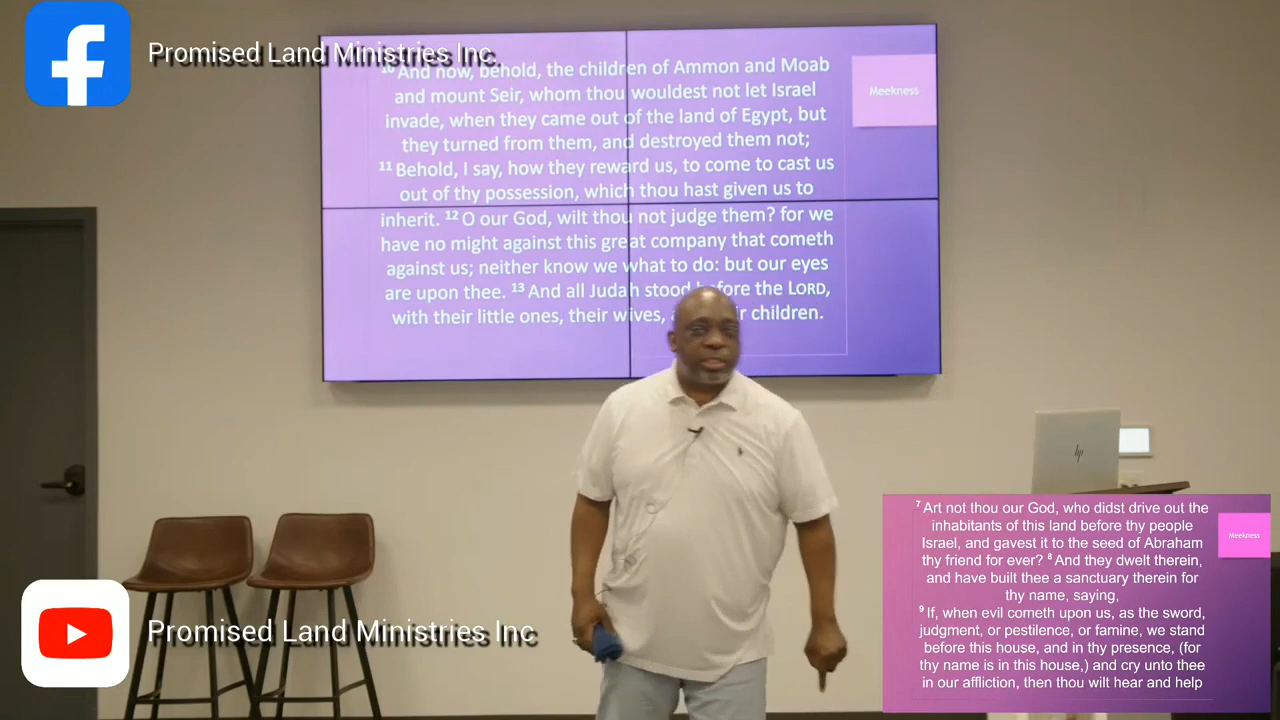 Promised Land Ministries Inc.
10 And now, behold, the children of Ammon and Moab
and mount Seir, whom thou wouldest not let Israel
invade, when they came out of the land of Egypt, but
they turned from them, and destroyed them not;
11 Behold, I say, how they reward us, to come to cast us
out of thy possession, which thou hast given us to
inherit. 12 O our God, wilt thou not judge them? for we
have no might against this great company that cometh
against us; neither know we what to do: but our eyes
are upon thee. 13 And all Judah stood before the LORD,
with their little ones, their wives, children.
Meekness
hp
7 Art not thou our God, who didst drive out the
inhabitants of this land before thy people
Israel, and gavest it to the seed of Abraham
thy friend for ever? 8 And they dwelt therein,
and have built thee a sanctuary therein for
thy name, saying,
9 If, when evil cometh upon us, as the sword,
judgment, or pestilence, or famine, we stand
before this house, and in thy presence, (for
thy name is in this house,) and cry unto thee
in our affliction, then thou wilt hear and help
Meekness
Promised Land Ministries Inc